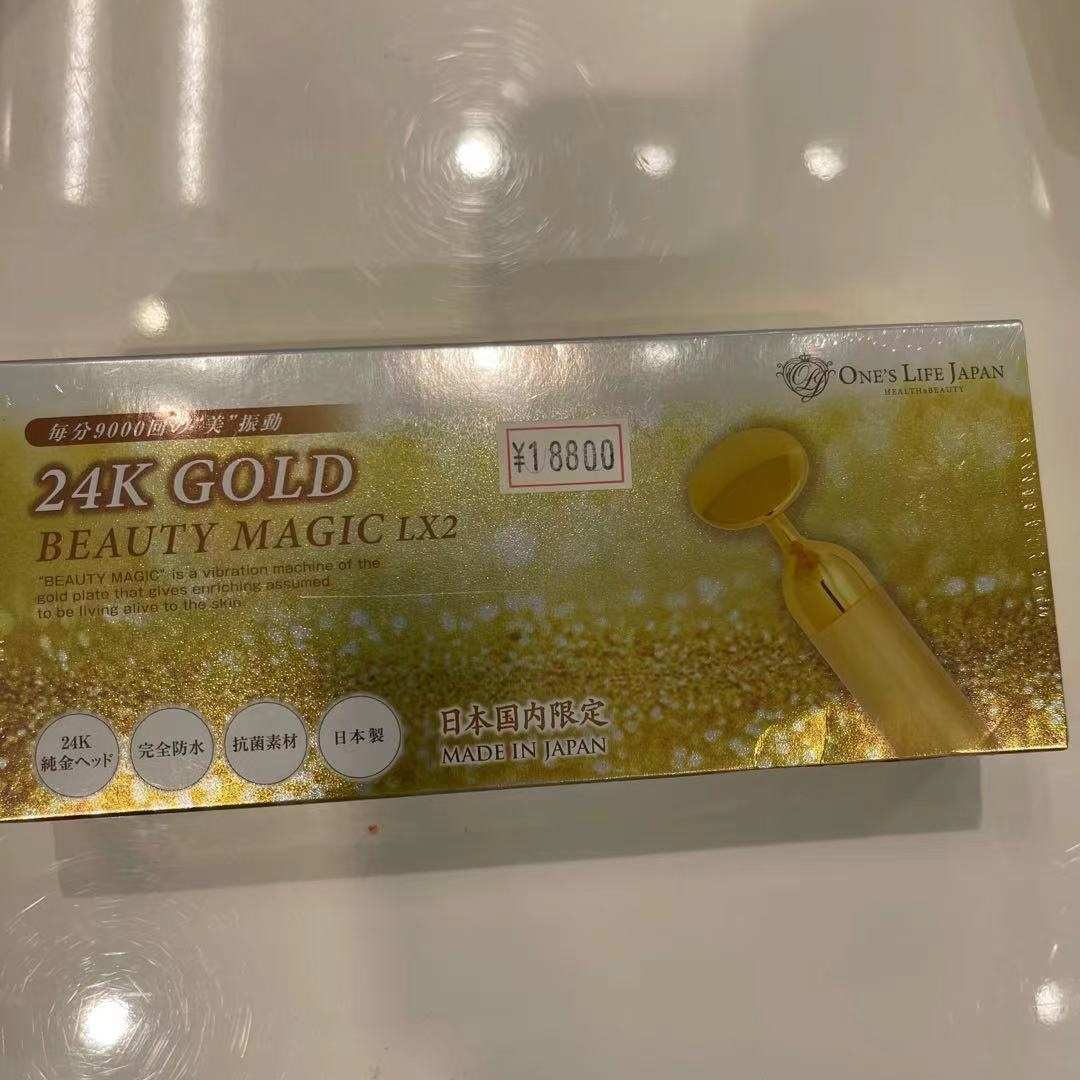 ONE'S LIFE JAPAN
HEALTH&BEAUTY
毎分9000回の"美"振動
¥18800
24K GOLD
BEAUTY MAGIC LX2
"BEAUTY MAGIC" is a vibration machine of the
gold plate that gives enriching assumed
to be living alive to the skin.
24K
純金ヘッド
完全防水
抗菌素材
日本製
日本国内限定
MADE IN JAPAN